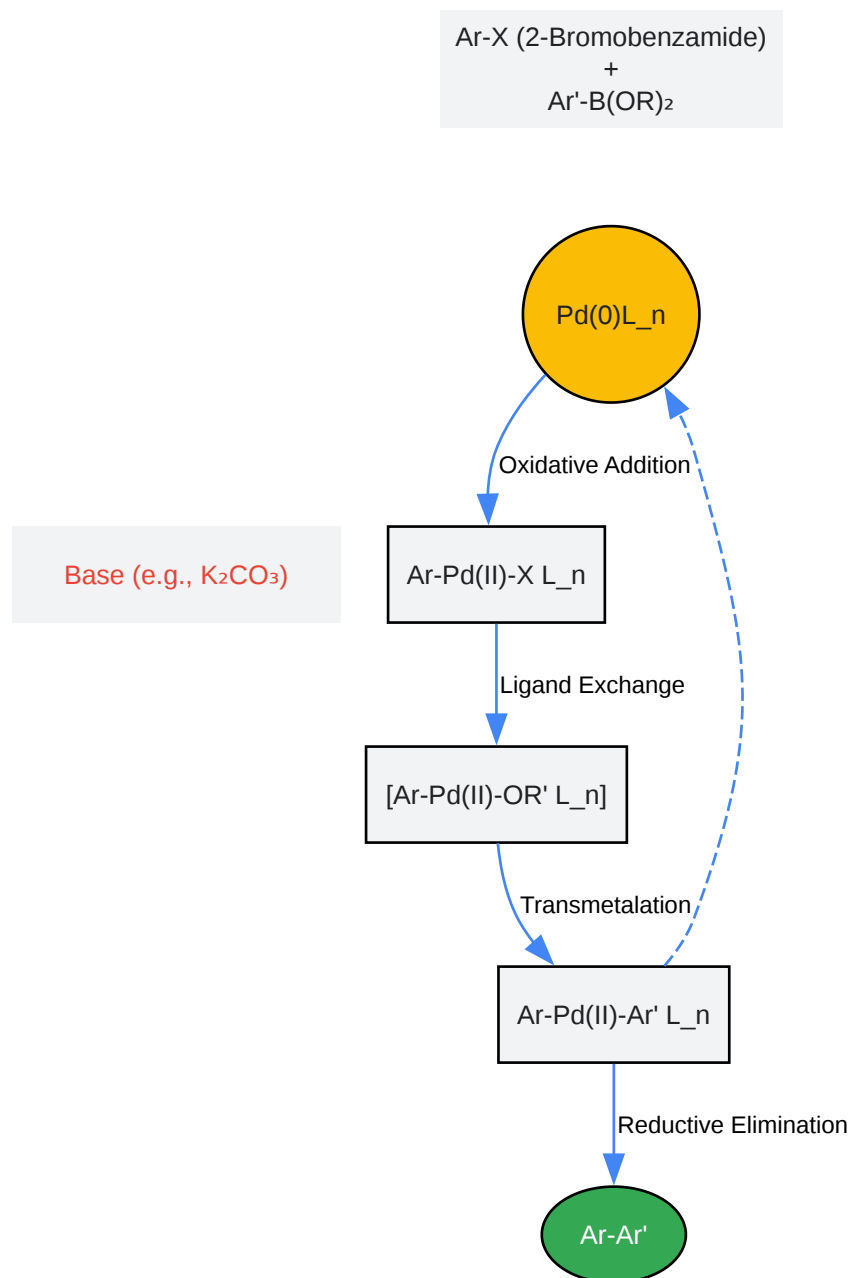 Ar-X (2-Bromobenzamide)
+
Ar'-B(OR)₂
Pd(0)L_n
Oxidative Addition
Base (e.g., K₂CO₃)
Ar-Pd(II)-X L_n
Ligand Exchange
[Ar-Pd(II)-OR' L_n]
Transmetalation
Ar-Pd(II)-Ar' L_n
Reductive Elimination
Ar-Ar'